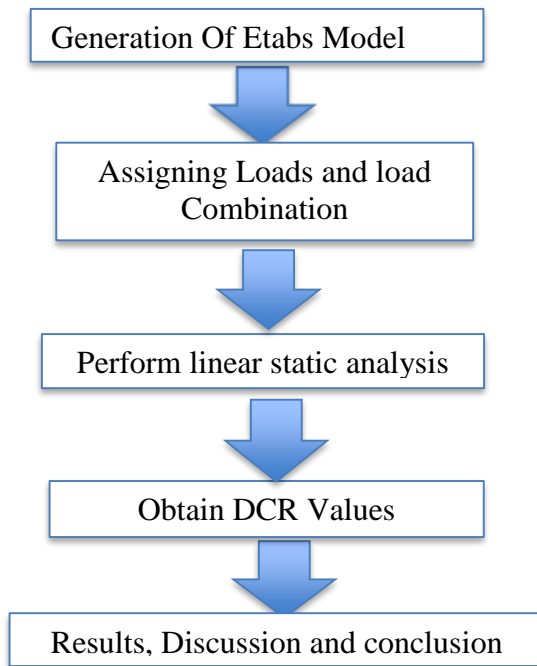 Generation Of Etabs Model
Assigning Loads and load
Combination
Perform linear static analysis
Obtain DCR Values
Results, Discussion and conclusion